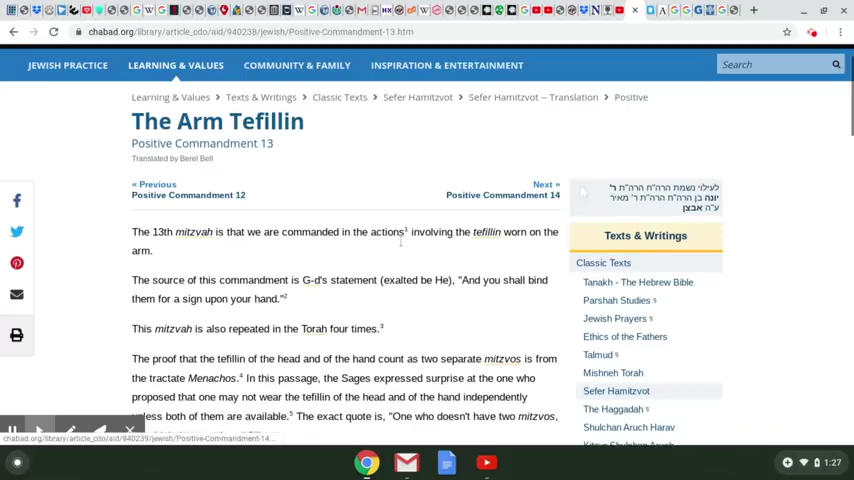 chabad.org/library/article_cdo/aid/940238/jewish/Positive-Commandment-13.htm
JEWISH PRACTICE LEARNING & VALUES COMMUNITY & FAMILY INSPIRATION & ENTERTAINMENT Search
Learning & Values > Texts & Writings > Classic Texts > Sefer Hamitzvot > Sefer Hamitzvot -- Translation > Positive
The Arm Tefillin
Positive Commandment 13
Translated by Berel Bell
« Previous
Positive Commandment 12
Next »
Positive Commandment 14
The 13th mitzvah is that we are commanded in the actions1 involving the tefillin worn on the
arm.
The source of this commandment is G-d's statement (exalted be He), "And you shall bind
them for a sign upon your hand."2
This mitzvah is also repeated in the Torah four times.3
The proof that the tefillin of the head and of the hand count as two separate mitzvos is from
the tractate Menachos.4 In this passage, the Sages expressed surprise at the one who
proposed that one may not wear the tefillin of the head and of the hand independently
unless both of them are available.5 The exact quote is, "One who doesn't have two mitzvos,
לעילוי נשמת הרה"ח הרה"ת ר'
יונה בן הרה"ח הרה"ת ר' מאיר
ע"ה אבצן
Texts & Writings
Classic Texts
Tanakh - The Hebrew Bible
Parshah Studies
Jewish Prayers
Ethics of the Fathers
Talmud
Mishneh Torah
Sefer Hamitzvot
The Haggadah
Shulchan Aruch Harav
Kitzur Shulchan Aruch
chabad.org/library/article_cdo/aid/940239/jewish/Positive-Commandment-14...
1:27